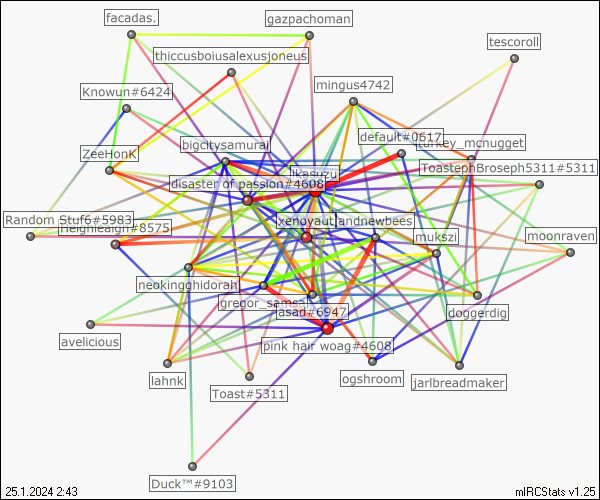 facadas.
gazpachoman
tescoroll
thiccusboiusalexusjoneus
Knowun#6424
mingus4742
default#0617
turkey_mcnugget
bigcitysamurai
ZeeHonK
ToastephBroseph5311#5311
ikasuzu
disaster of passion#4608
Random Stuf6#5983
Heighleaigh#8575
xenoyaut
landnewbees
mukszi
moonraven
neokingghidorah
gregor_samsa
asad#6947
doggerdig
avelicious
pink hair woag#4608
lahnk
Toast#5311
ogshroom
jarlbreadmaker
Duck™#9103
25.1.2024 2:43
mIRCStats v1.25